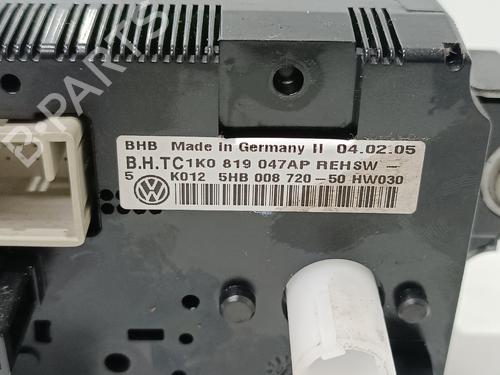 B-PARTS
BHB Made in Germany II 04.02.05
B.H.TC1K0 819 047AP REHSW -
5 K012 5HB 008 720-50 HW030